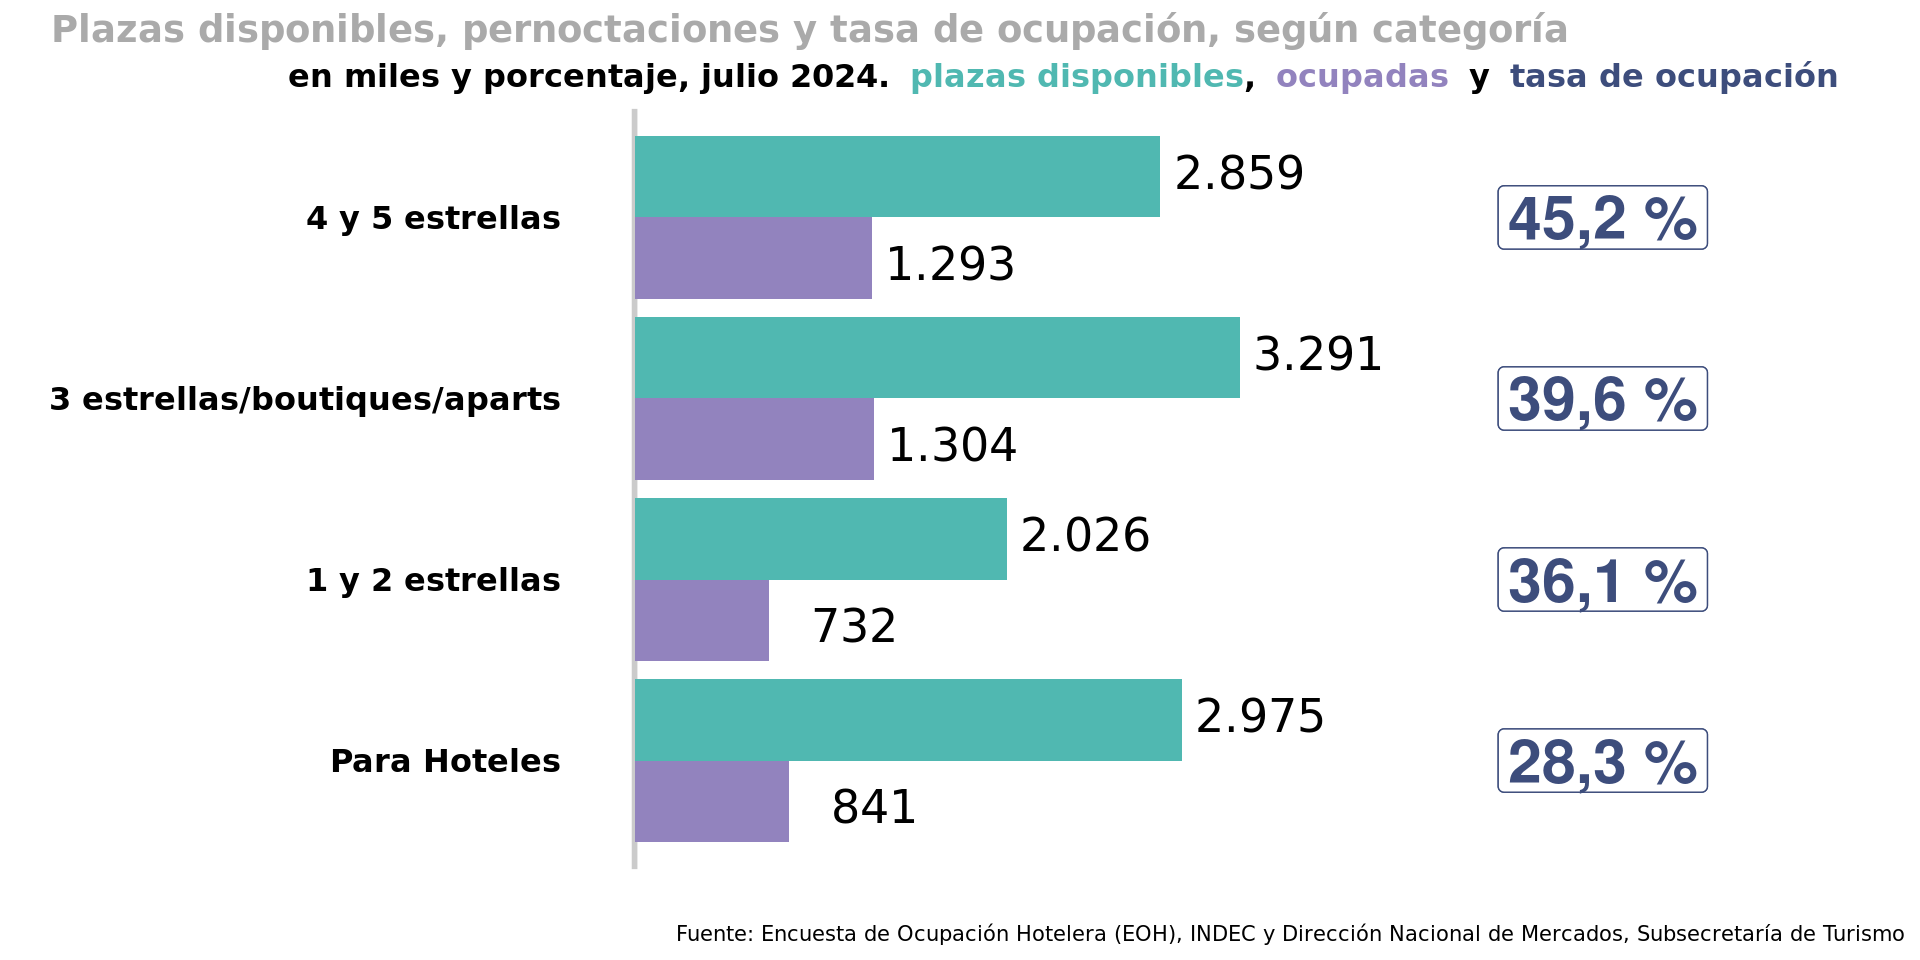 Plazas disponibles, pernoctaciones y tasa de ocupación, según categoría
en miles y porcentaje, julio 2024. plazas disponibles, ocupadas y tasa de ocupación
2.859
4 y 5 estrellas 45,2 %
1.293
3.291
3 estrellas/boutiques/aparts 39,6 %
1.304
2.026
1 y 2 estrellas 36,1 %
732
2.975
Para Hoteles 28,3 %
841
Fuente: Encuesta de Ocupación Hotelera (EOH), INDEC y Dirección Nacional de Mercados, Subsecretaría de Turismo